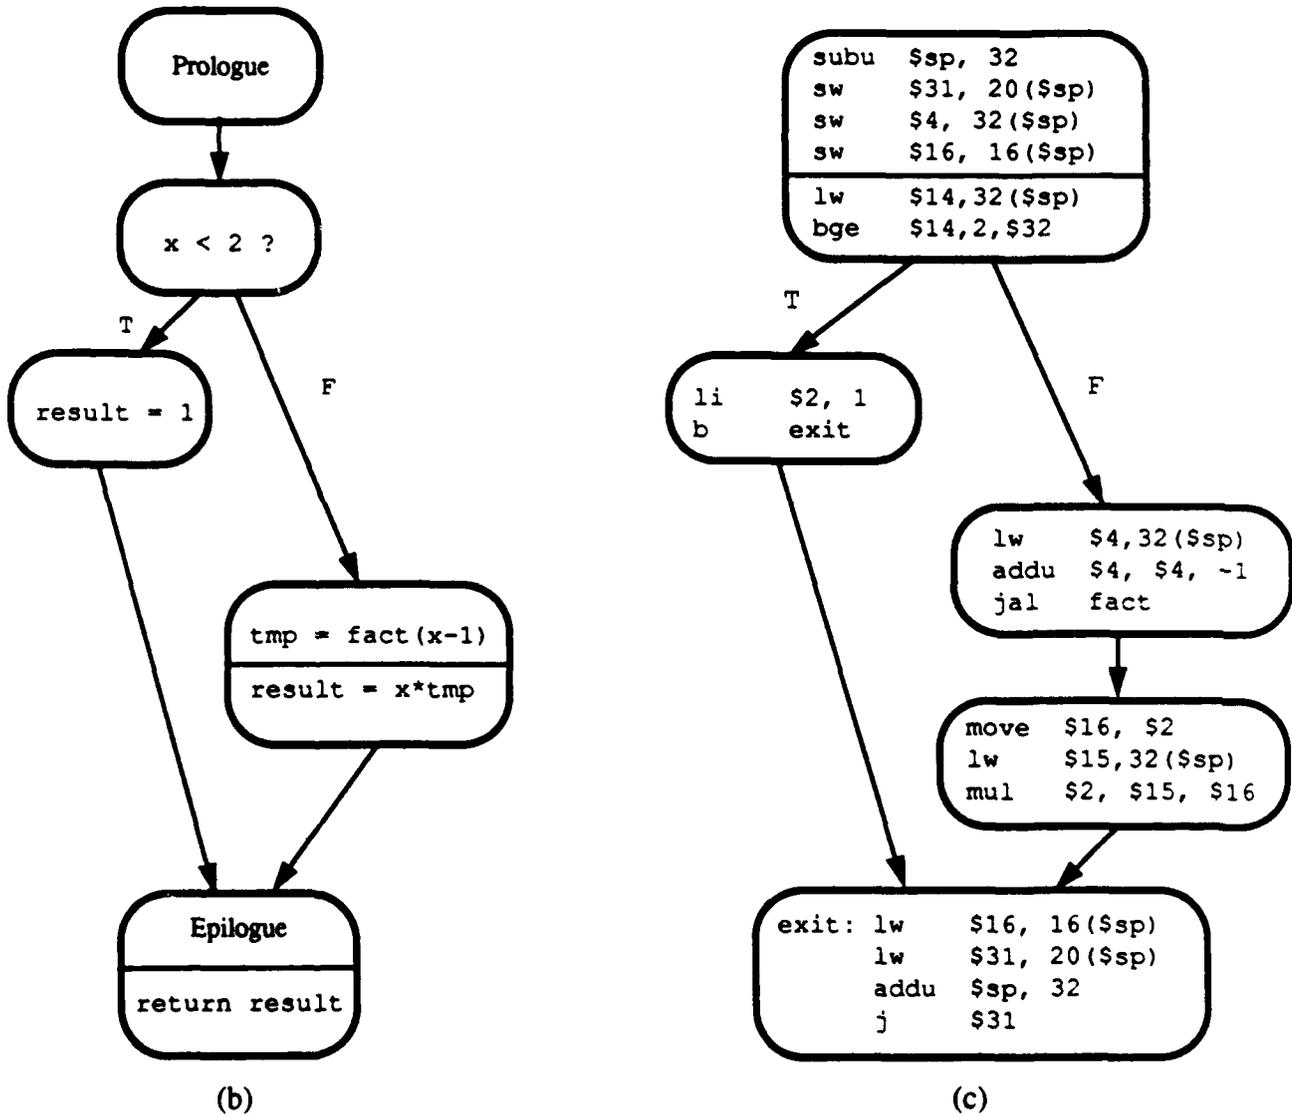 Prologue
x < 2 ?
T
F
result = 1
tmp = fact(x-1)
result = x*tmp
Epilogue
return result
(b)
subu $sp, 32
sw $31, 20($sp)
sw $4, 32($sp)
sw $16, 16($sp)
lw $14,32($sp)
bge $14,2,$32
T
F
li $2, 1
b exit
lw $4,32($sp)
addu $4, $4, -1
jal fact
move $16, $2
lw $15,32($sp)
mul $2, $15, $16
exit: lw $16, 16($sp)
lw $31, 20($sp)
addu $sp, 32
j $31
(c)